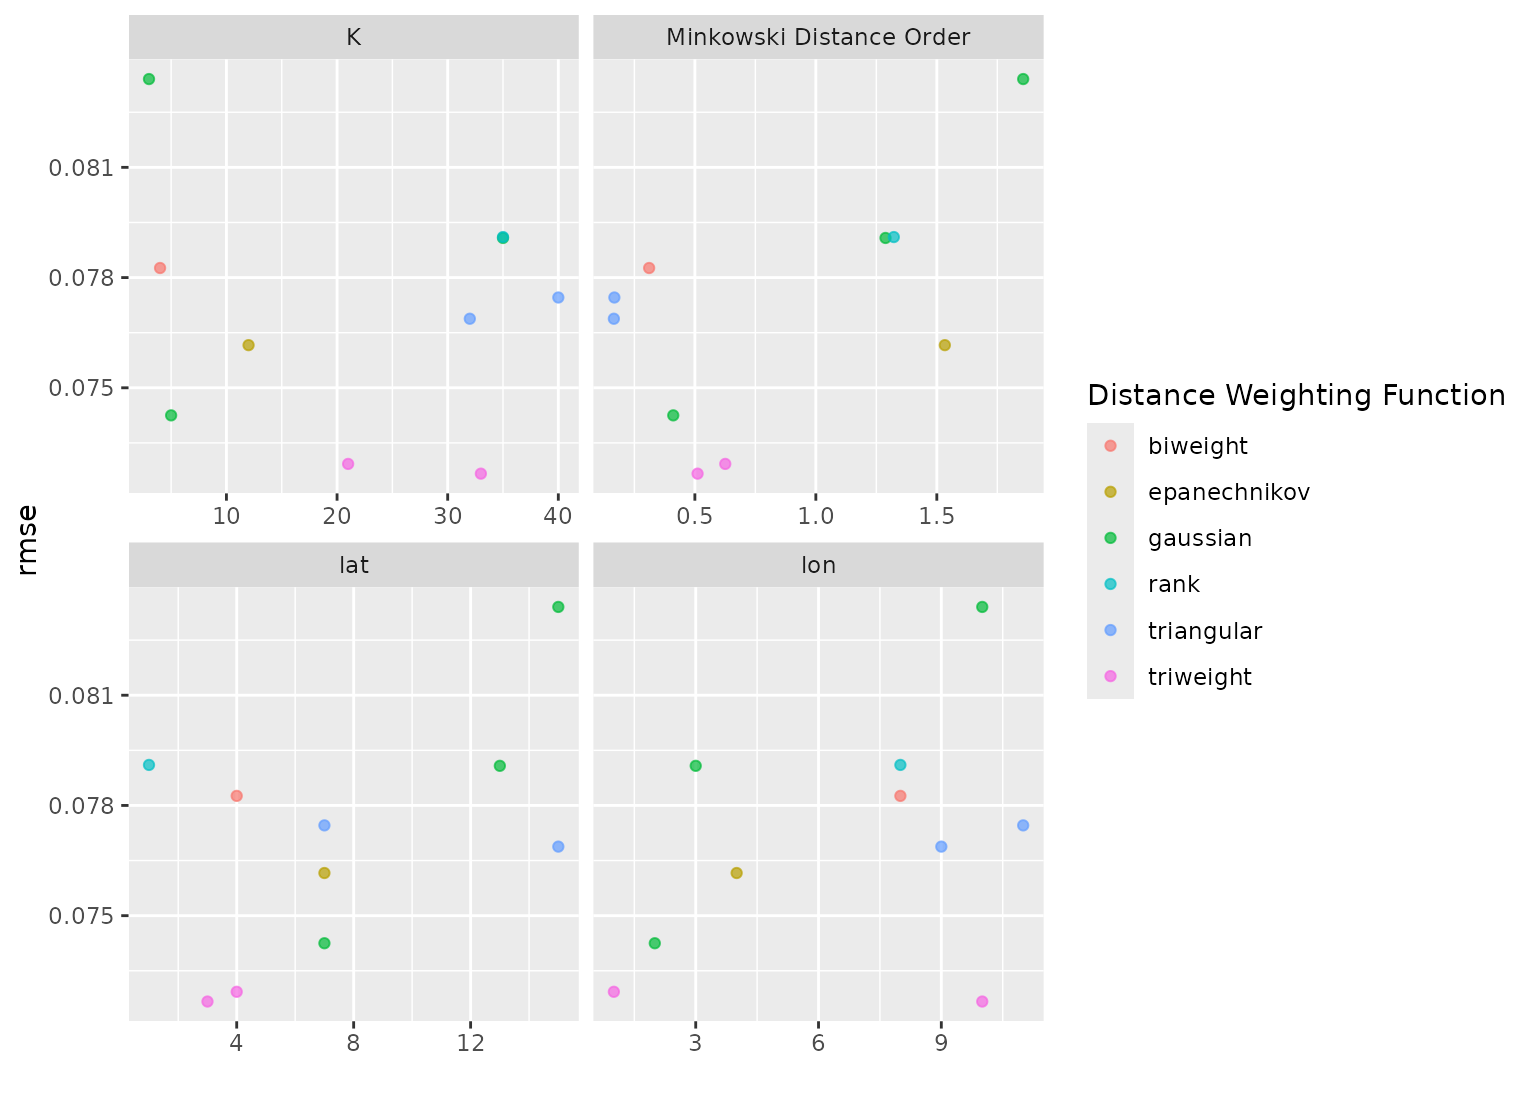 K
Minkowski Distance Order
0.081
0.078
0.075
10 20 30 40
0.5 1.0 1.5
rmse
lat
lon
0.081
0.078
0.075
4 8 12
3 6 9
Distance Weighting Function
biweight
epanechnikov
gaussian
rank
triangular
triweight